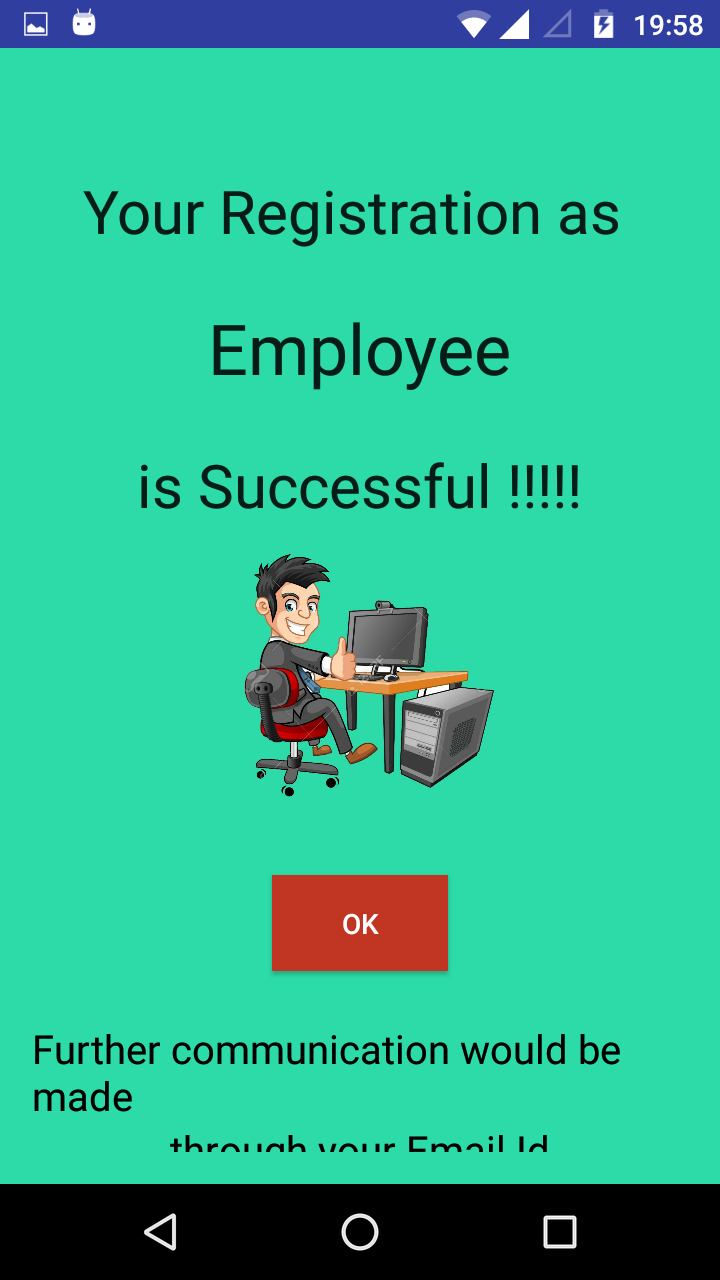 19:58
Your Registration as
Employee
is Successful !!!!!
OK
Further communication would be
made
through your Email Id